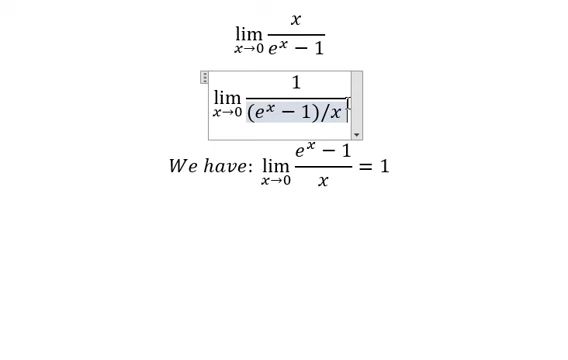 lim x→0 x / (e^x − 1)
lim x→0 1 / ((e^x − 1)/x)
We have: lim x→0 (e^x − 1) / x = 1